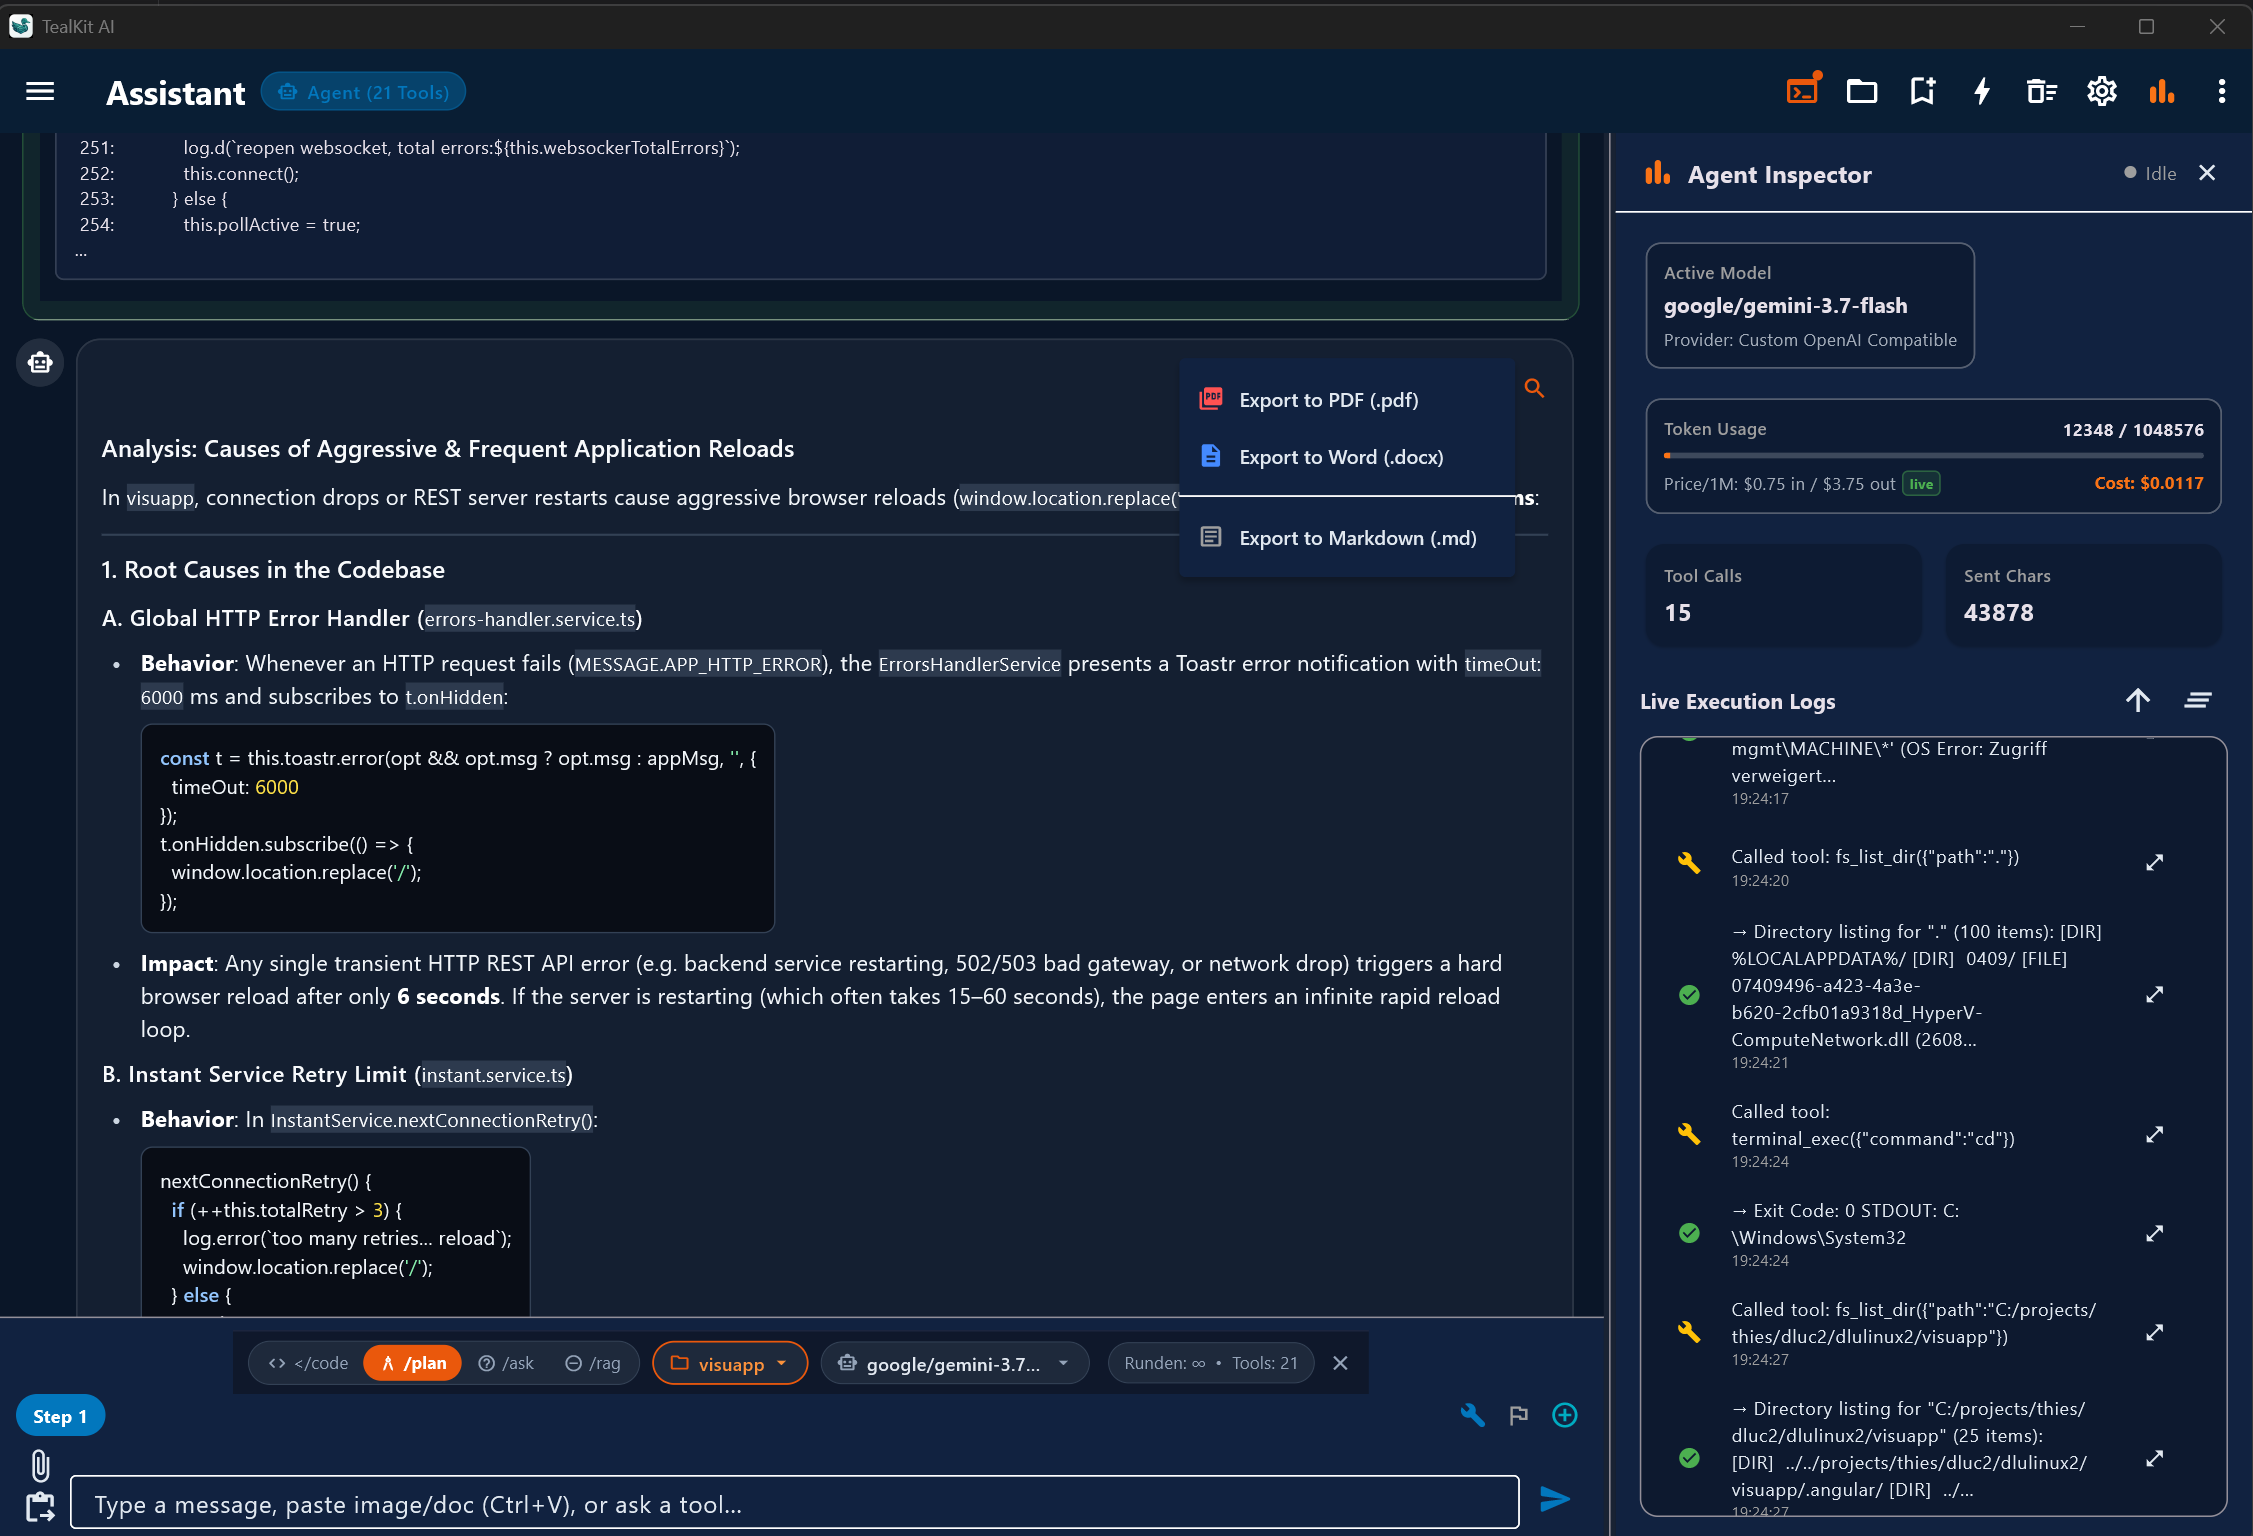 TealKit AI
Assistant
Agent (21 Tools)
251: log.d(`reopen websocket, total errors:${this.websockerTotalErrors}`);
252: this.connect();
253: } else {
254: this.pollActive = true;
...
Export to PDF (.pdf)
Export to Word (.docx)
Export to Markdown (.md)
Analysis: Causes of Aggressive & Frequent Application Reloads
In visuapp, connection drops or REST server restarts cause aggressive browser reloads (window.location.replace(' ns:
1. Root Causes in the Codebase
A. Global HTTP Error Handler (errors-handler.service.ts)
• Behavior: Whenever an HTTP request fails (MESSAGE.APP_HTTP_ERROR), the ErrorsHandlerService presents a Toastr error notification with timeOut:
6000 ms and subscribes to t.onHidden:
const t = this.toastr.error(opt && opt.msg ? opt.msg : appMsg, '', {
timeOut: 6000
});
t.onHidden.subscribe(() => {
window.location.replace('/');
});
• Impact: Any single transient HTTP REST API error (e.g. backend service restarting, 502/503 bad gateway, or network drop) triggers a hard
browser reload after only 6 seconds. If the server is restarting (which often takes 15–60 seconds), the page enters an infinite rapid reload
loop.
B. Instant Service Retry Limit (instant.service.ts)
• Behavior: In InstantService.nextConnectionRetry():
nextConnectionRetry() {
if (++this.totalRetry > 3) {
log.error(`too many retries... reload`);
window.location.replace('/');
} else {
</code /plan /ask /rag visuapp google/gemini-3.7... Runden: ∞ • Tools: 21
Step 1
Type a message, paste image/doc (Ctrl+V), or ask a tool...
Agent Inspector
Idle
Active Model
google/gemini-3.7-flash
Provider: Custom OpenAI Compatible
Token Usage 12348 / 1048576
Price/1M: $0.75 in / $3.75 out live Cost: $0.0117
Tool Calls
15
Sent Chars
43878
Live Execution Logs
mgmt\MACHINE\*' (OS Error: Zugriff
verweigert...
19:24:17
Called tool: fs_list_dir({"path":"."})
19:24:20
→ Directory listing for "." (100 items): [DIR]
%LOCALAPPDATA%/ [DIR] 0409/ [FILE]
07409496-a423-4a3e-
b620-2cfb01a9318d_HyperV-
ComputeNetwork.dll (2608...
19:24:21
Called tool:
terminal_exec({"command":"cd"})
19:24:24
→ Exit Code: 0 STDOUT: C:
\Windows\System32
19:24:24
Called tool: fs_list_dir({"path":"C:/projects/
thies/dluc2/dlulinux2/visuapp"})
19:24:27
→ Directory listing for "C:/projects/thies/
dluc2/dlulinux2/visuapp" (25 items):
[DIR] ../../projects/thies/dluc2/dlulinux2/
visuapp/.angular/ [DIR] ../...
19:24:27